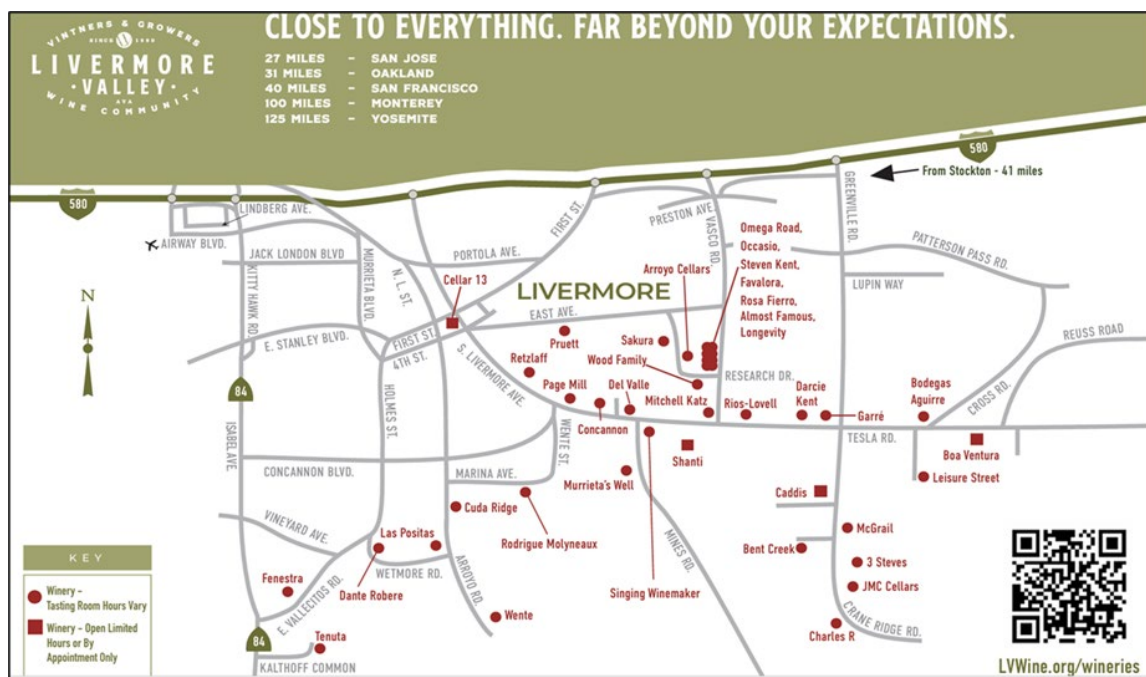 VINTNERS & GROWERS
SINCE 1849
LIVERMORE
• VALLEY •
AVA
WINE COMMUNITY
CLOSE TO EVERYTHING. FAR BEYOND YOUR EXPECTATIONS.
27 MILES – SAN JOSE
31 MILES – OAKLAND
40 MILES – SAN FRANCISCO
100 MILES – MONTEREY
125 MILES – YOSEMITE
580
From Stockton - 41 miles
580
LINDBERG AVE.
AIRWAY BLVD.
JACK LONDON BLVD
KITTY HAWK RD.
MURRIETA BLVD.
N. L. ST.
PORTOLA AVE.
FIRST ST.
PRESTON AVE.
VASCO RD.
GREENVILLE RD.
PATTERSON PASS RD.
LUPIN WAY
REUSS ROAD
CROSS RD.
Omega Road,
Occasio,
Steven Kent,
Favalora,
Rosa Fierro,
Almost Famous,
Longevity
Cellar 13
Arroyo Cellars
LIVERMORE
EAST AVE.
N
E. STANLEY BLVD.
FIRST ST.
4TH ST.
S. LIVERMORE AVE.
Pruett
Sakura
Retzlaff
Wood Family
RESEARCH DR.
Page Mill
Del Valle
Mitchell Katz
Rios-Lovell
Darcie
Kent
Garré
Bodegas
Aguirre
Concannon
84
HOLMES ST.
ISABEL AVE.
WENTE ST.
TESLA RD.
CONCANNON BLVD.
MARINA AVE.
Shanti
Boa Ventura
Murrieta's Well
Leisure Street
Caddis
Cuda Ridge
VINEYARD AVE.
Las Positas
Rodrigue Molyneaux
MINES RD.
McGrail
Bent Creek
3 Steves
JMC Cellars
WETMORE RD.
ARROYO RD.
Fenestra
Dante Robere
E. VALLECITOS RD.
Singing Winemaker
Wente
Charles R
CRANE RIDGE RD.
84
Tenuta
KALTHOFF COMMON
KEY
Winery –
Tasting Room Hours Vary
Winery – Open Limited
Hours or By
Appointment Only
LVWine.org/wineries